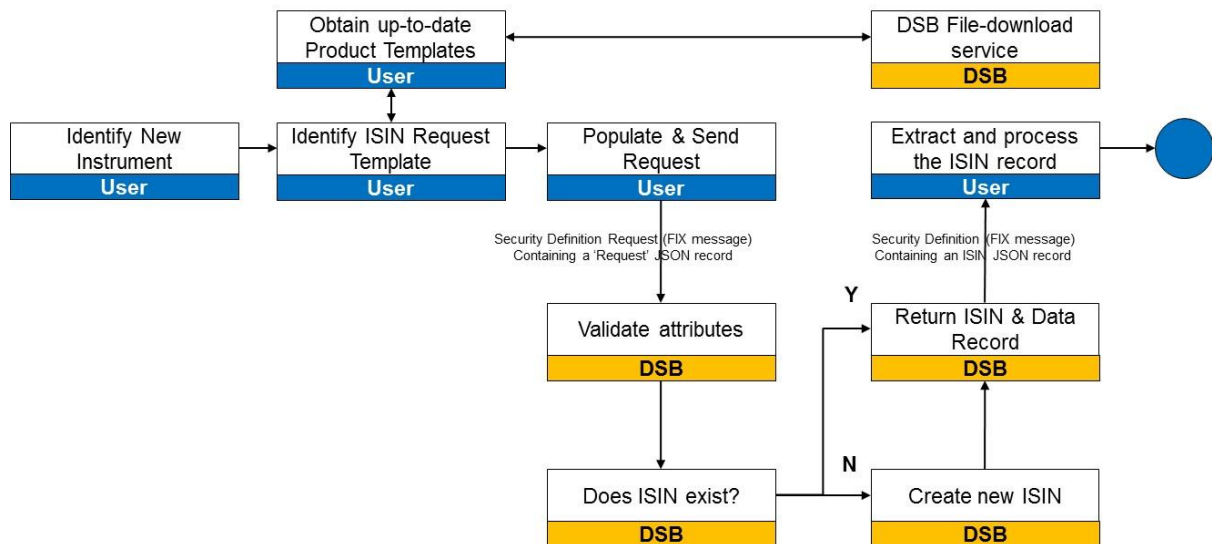 Obtain up-to-date
Product Templates
User
DSB File-download
service
DSB
Identify New
Instrument
User
Identify ISIN Request
Template
User
Populate & Send
Request
User
Extract and process
the ISIN record
User
Security Definition Request (FIX message)
Containing a ‘Request’ JSON record
Security Definition (FIX message)
Containing an ISIN JSON record
Validate attributes
DSB
Y
Return ISIN & Data
Record
DSB
Does ISIN exist?
DSB
N
Create new ISIN
DSB